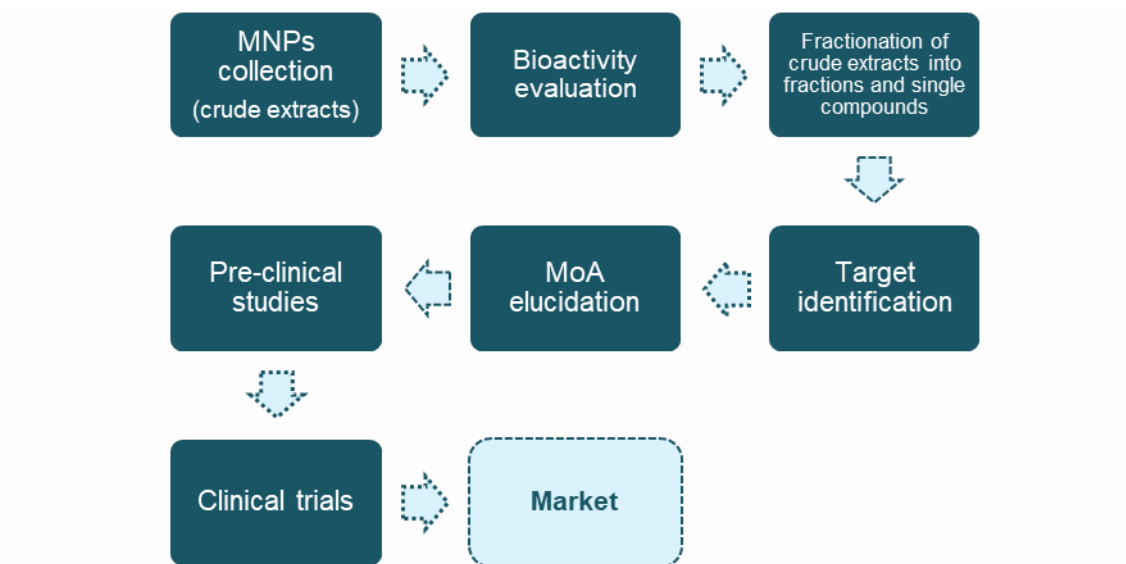 MNPs
collection
(crude extracts)
Bioactivity
evaluation
Fractionation of
crude extracts into
fractions and single
compounds
Target
identification
MoA
elucidation
Pre-clinical
studies
Clinical trials
Market